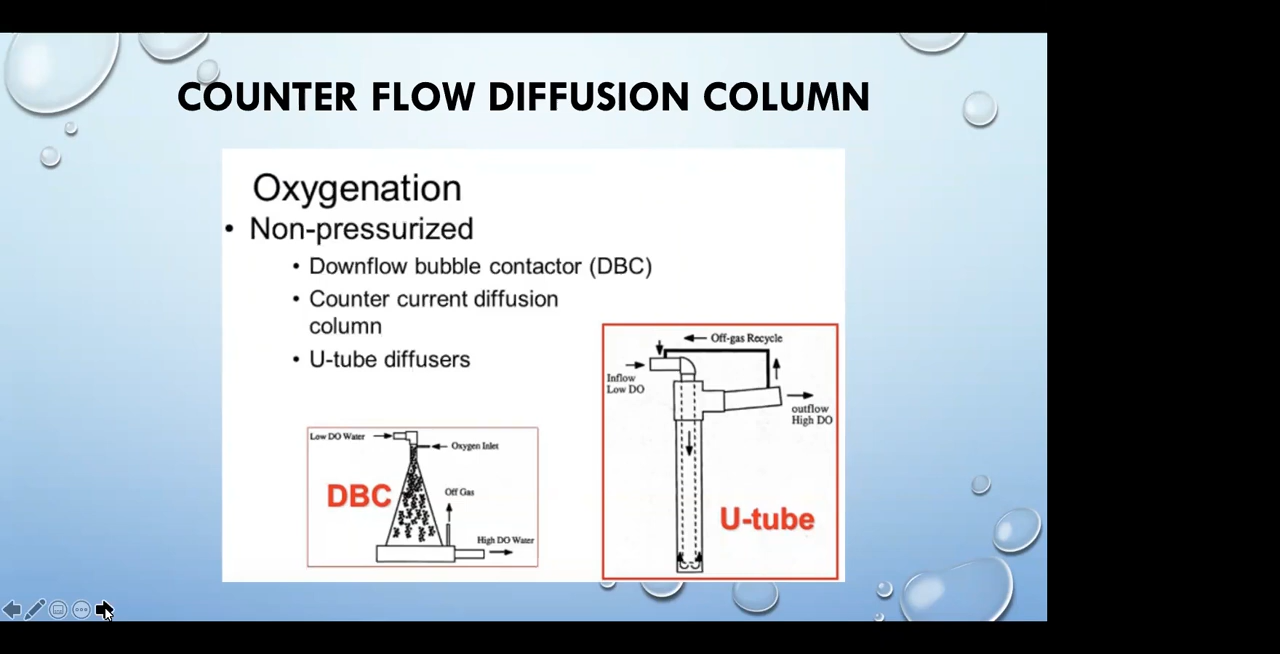 COUNTER FLOW DIFFUSION COLUMN
Oxygenation
• Non-pressurized
• Downflow bubble contactor (DBC)
• Counter current diffusion
column
• U-tube diffusers
Low DO Water
Oxygen Inlet
DBC
Off Gas
High DO Water
Off-gas Recycle
Inflow
Low DO
outflow
High DO
U-tube